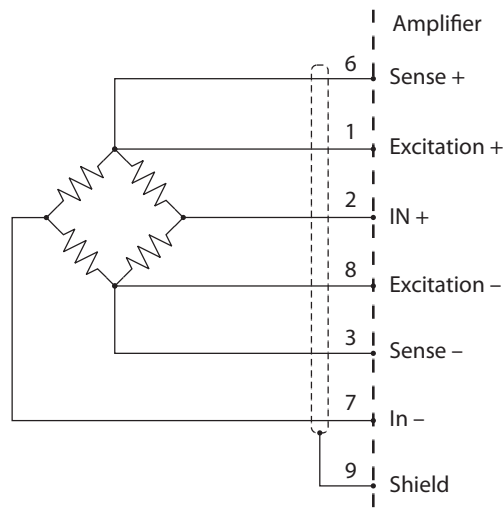 Amplifier
6 Sense +
1 Excitation +
2 IN +
8 Excitation –
3 Sense –
7 In –
9 Shield